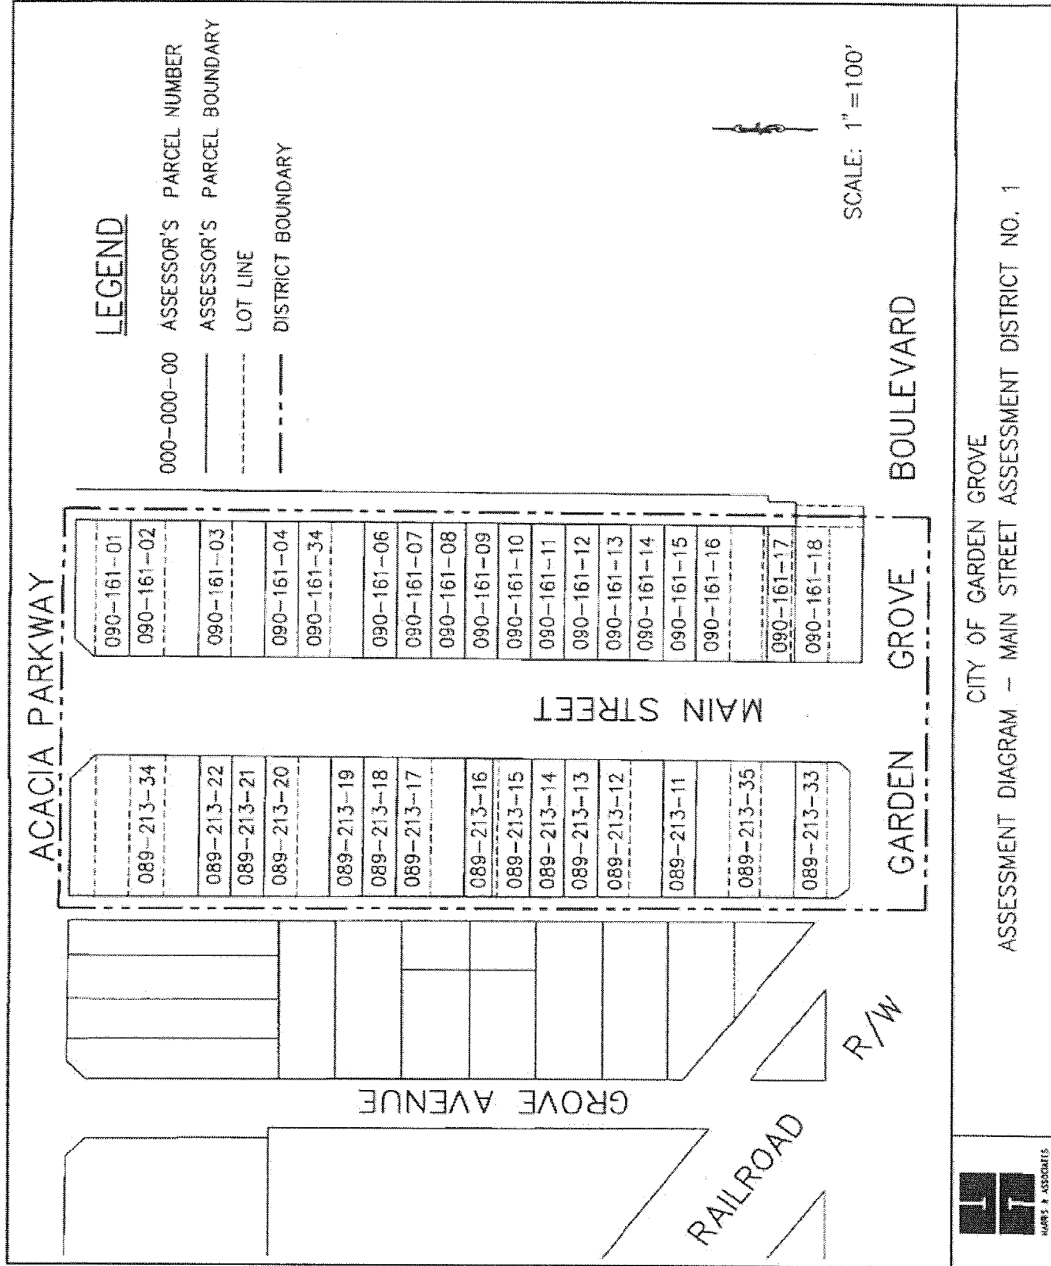 ACACIA PARKWAY
LEGEND
000-000-00 ASSESSOR'S PARCEL NUMBER
ASSESSOR'S PARCEL BOUNDARY
LOT LINE
DISTRICT BOUNDARY
SCALE: 1"=100'
089-213-34
089-213-22
089-213-21
089-213-20
089-213-19
089-213-18
089-213-17
089-213-16
089-213-15
089-213-14
089-213-13
089-213-12
089-213-11
089-213-35
089-213-33
MAIN STREET
090-161-01
090-161-02
090-161-03
090-161-04
090-161-34
090-161-06
090-161-07
090-161-08
090-161-09
090-161-10
090-161-11
090-161-12
090-161-13
090-161-14
090-161-15
090-161-16
090-161-17
090-161-18
GROVE AVENUE
RAILROAD R/W
GARDEN GROVE BOULEVARD
CITY OF GARDEN GROVE
ASSESSMENT DIAGRAM - MAIN STREET ASSESSMENT DISTRICT NO. 1
HARRIS & ASSOCIATES